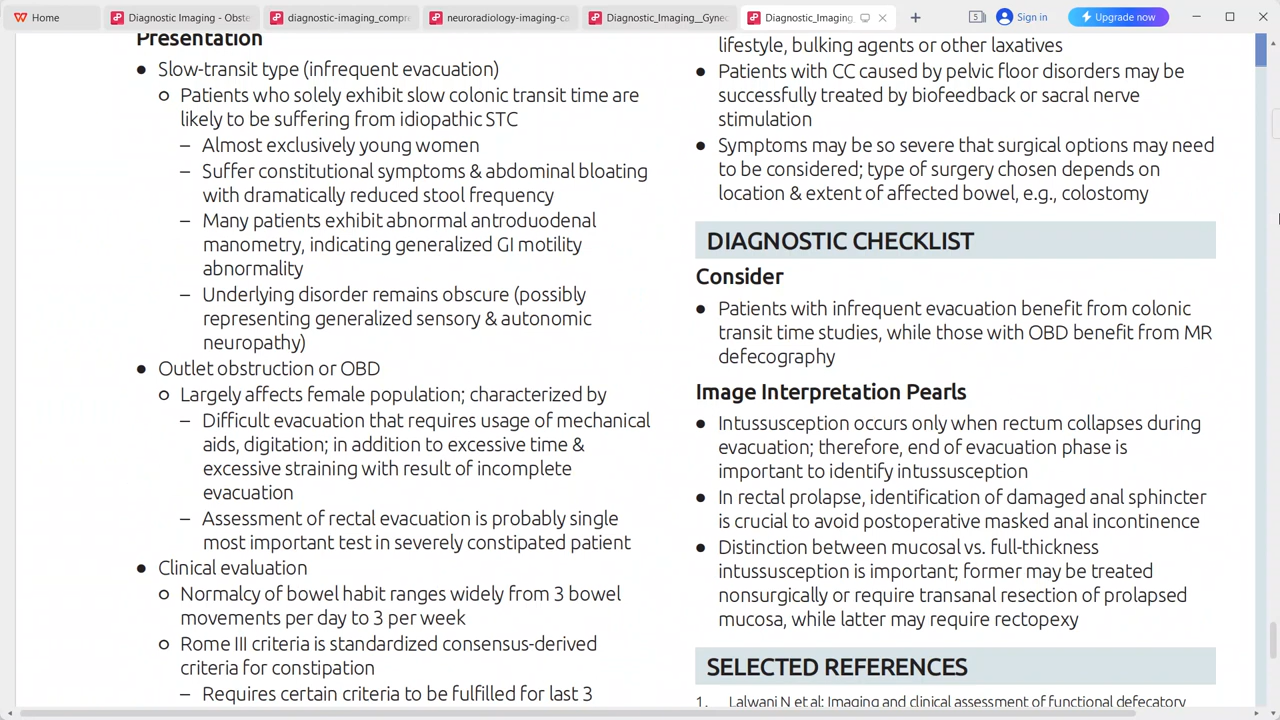 Home
Diagnostic Imaging - Obste
diagnostic-imaging_compre
neuroradiology-imaging-ca
Diagnostic_Imaging__Gynec
Diagnostic_Imaging_
5
Sign in
Upgrade now
Presentation
● Slow-transit type (infrequent evacuation)
○ Patients who solely exhibit slow colonic transit time are
likely to be suffering from idiopathic STC
– Almost exclusively young women
– Suffer constitutional symptoms & abdominal bloating
with dramatically reduced stool frequency
– Many patients exhibit abnormal antroduodenal
manometry, indicating generalized GI motility
abnormality
– Underlying disorder remains obscure (possibly
representing generalized sensory & autonomic
neuropathy)
● Outlet obstruction or OBD
○ Largely affects female population; characterized by
– Difficult evacuation that requires usage of mechanical
aids, digitation; in addition to excessive time &
excessive straining with result of incomplete
evacuation
– Assessment of rectal evacuation is probably single
most important test in severely constipated patient
● Clinical evaluation
○ Normalcy of bowel habit ranges widely from 3 bowel
movements per day to 3 per week
○ Rome III criteria is standardized consensus-derived
criteria for constipation
– Requires certain criteria to be fulfilled for last 3
lifestyle, bulking agents or other laxatives
● Patients with CC caused by pelvic floor disorders may be
successfully treated by biofeedback or sacral nerve
stimulation
● Symptoms may be so severe that surgical options may need
to be considered; type of surgery chosen depends on
location & extent of affected bowel, e.g., colostomy
DIAGNOSTIC CHECKLIST
Consider
● Patients with infrequent evacuation benefit from colonic
transit time studies, while those with OBD benefit from MR
defecography
Image Interpretation Pearls
● Intussusception occurs only when rectum collapses during
evacuation; therefore, end of evacuation phase is
important to identify intussusception
● In rectal prolapse, identification of damaged anal sphincter
is crucial to avoid postoperative masked anal incontinence
● Distinction between mucosal vs. full-thickness
intussusception is important; former may be treated
nonsurgically or require transanal resection of prolapsed
mucosa, while latter may require rectopexy
SELECTED REFERENCES
1. Lalwani N et al: Imaging and clinical assessment of functional defecatory